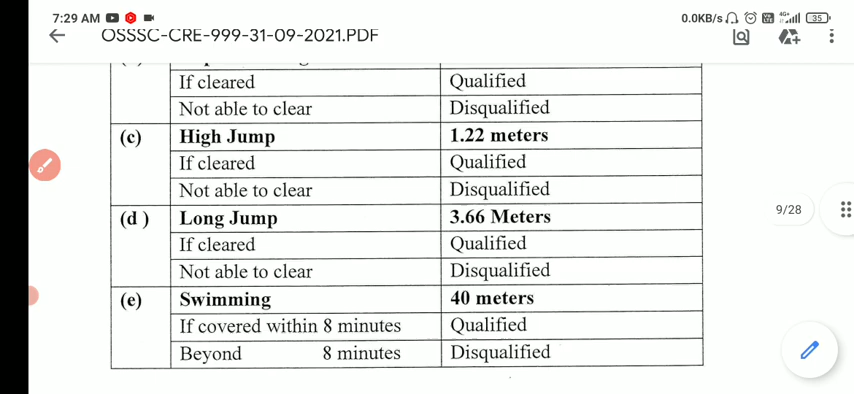 7:29 AM
0.0KB/s 4G+ 35
OSSSC-CRE-999-31-09-2021.PDF
If cleared Qualified
Not able to clear Disqualified
(c) High Jump 1.22 meters
If cleared Qualified
Not able to clear Disqualified
(d ) Long Jump 3.66 Meters
If cleared Qualified
Not able to clear Disqualified
(e) Swimming 40 meters
If covered within 8 minutes Qualified
Beyond 8 minutes Disqualified
9/28